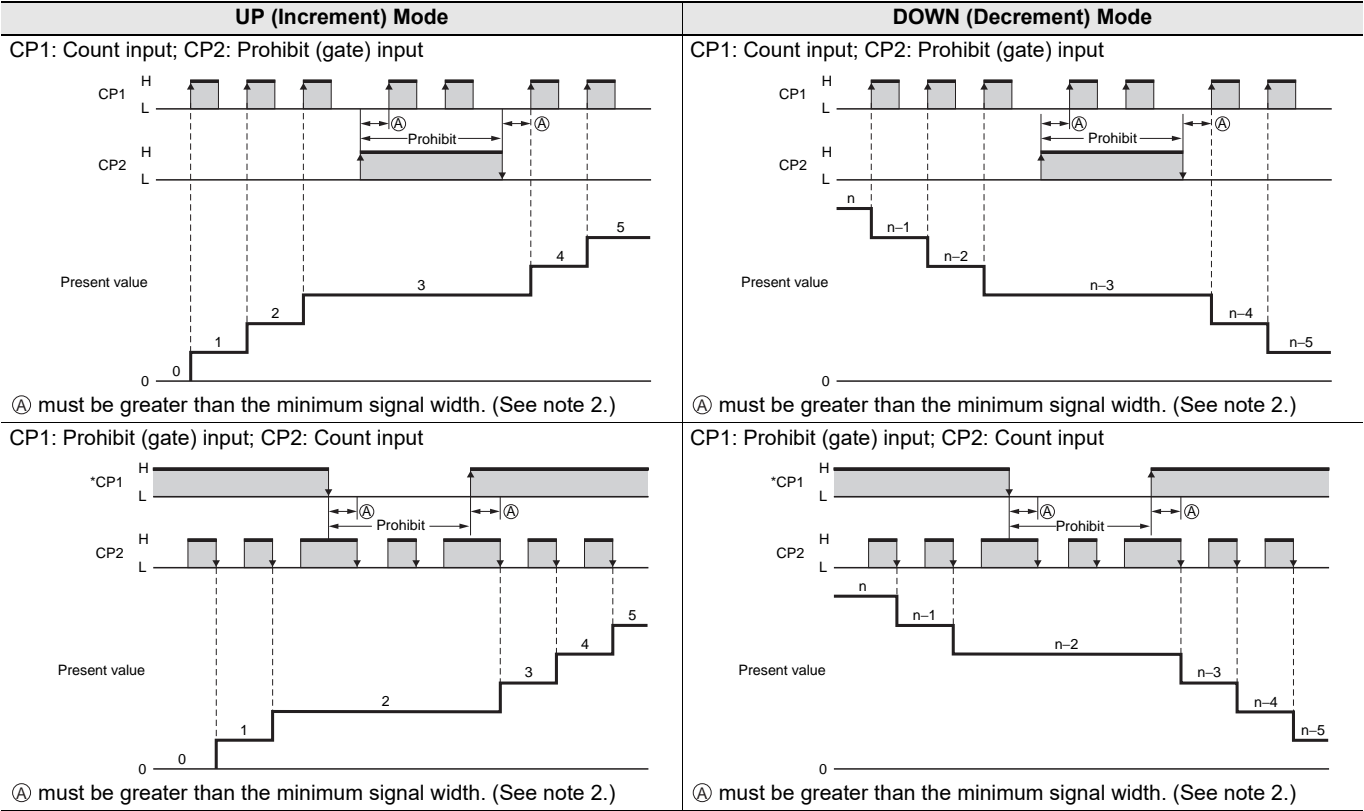 UP (Increment) Mode
DOWN (Decrement) Mode
CP1: Count input; CP2: Prohibit (gate) input
H
CP1
L
Ⓐ
Ⓐ
Prohibit
H
CP2
L
5
4
Present value
3
2
1
0
0
Ⓐ must be greater than the minimum signal width. (See note 2.)
CP1: Count input; CP2: Prohibit (gate) input
H
CP1
L
Ⓐ
Ⓐ
Prohibit
H
CP2
L
n
n–1
n–2
Present value
n–3
n–4
n–5
0
Ⓐ must be greater than the minimum signal width. (See note 2.)
CP1: Prohibit (gate) input; CP2: Count input
H
*CP1
L
Ⓐ
Ⓐ
Prohibit
H
CP2
L
5
4
Present value
3
2
1
0
0
Ⓐ must be greater than the minimum signal width. (See note 2.)
CP1: Prohibit (gate) input; CP2: Count input
H
*CP1
L
Ⓐ
Ⓐ
Prohibit
H
CP2
L
n
n–1
n–2
Present value
n–3
n–4
n–5
0
Ⓐ must be greater than the minimum signal width. (See note 2.)